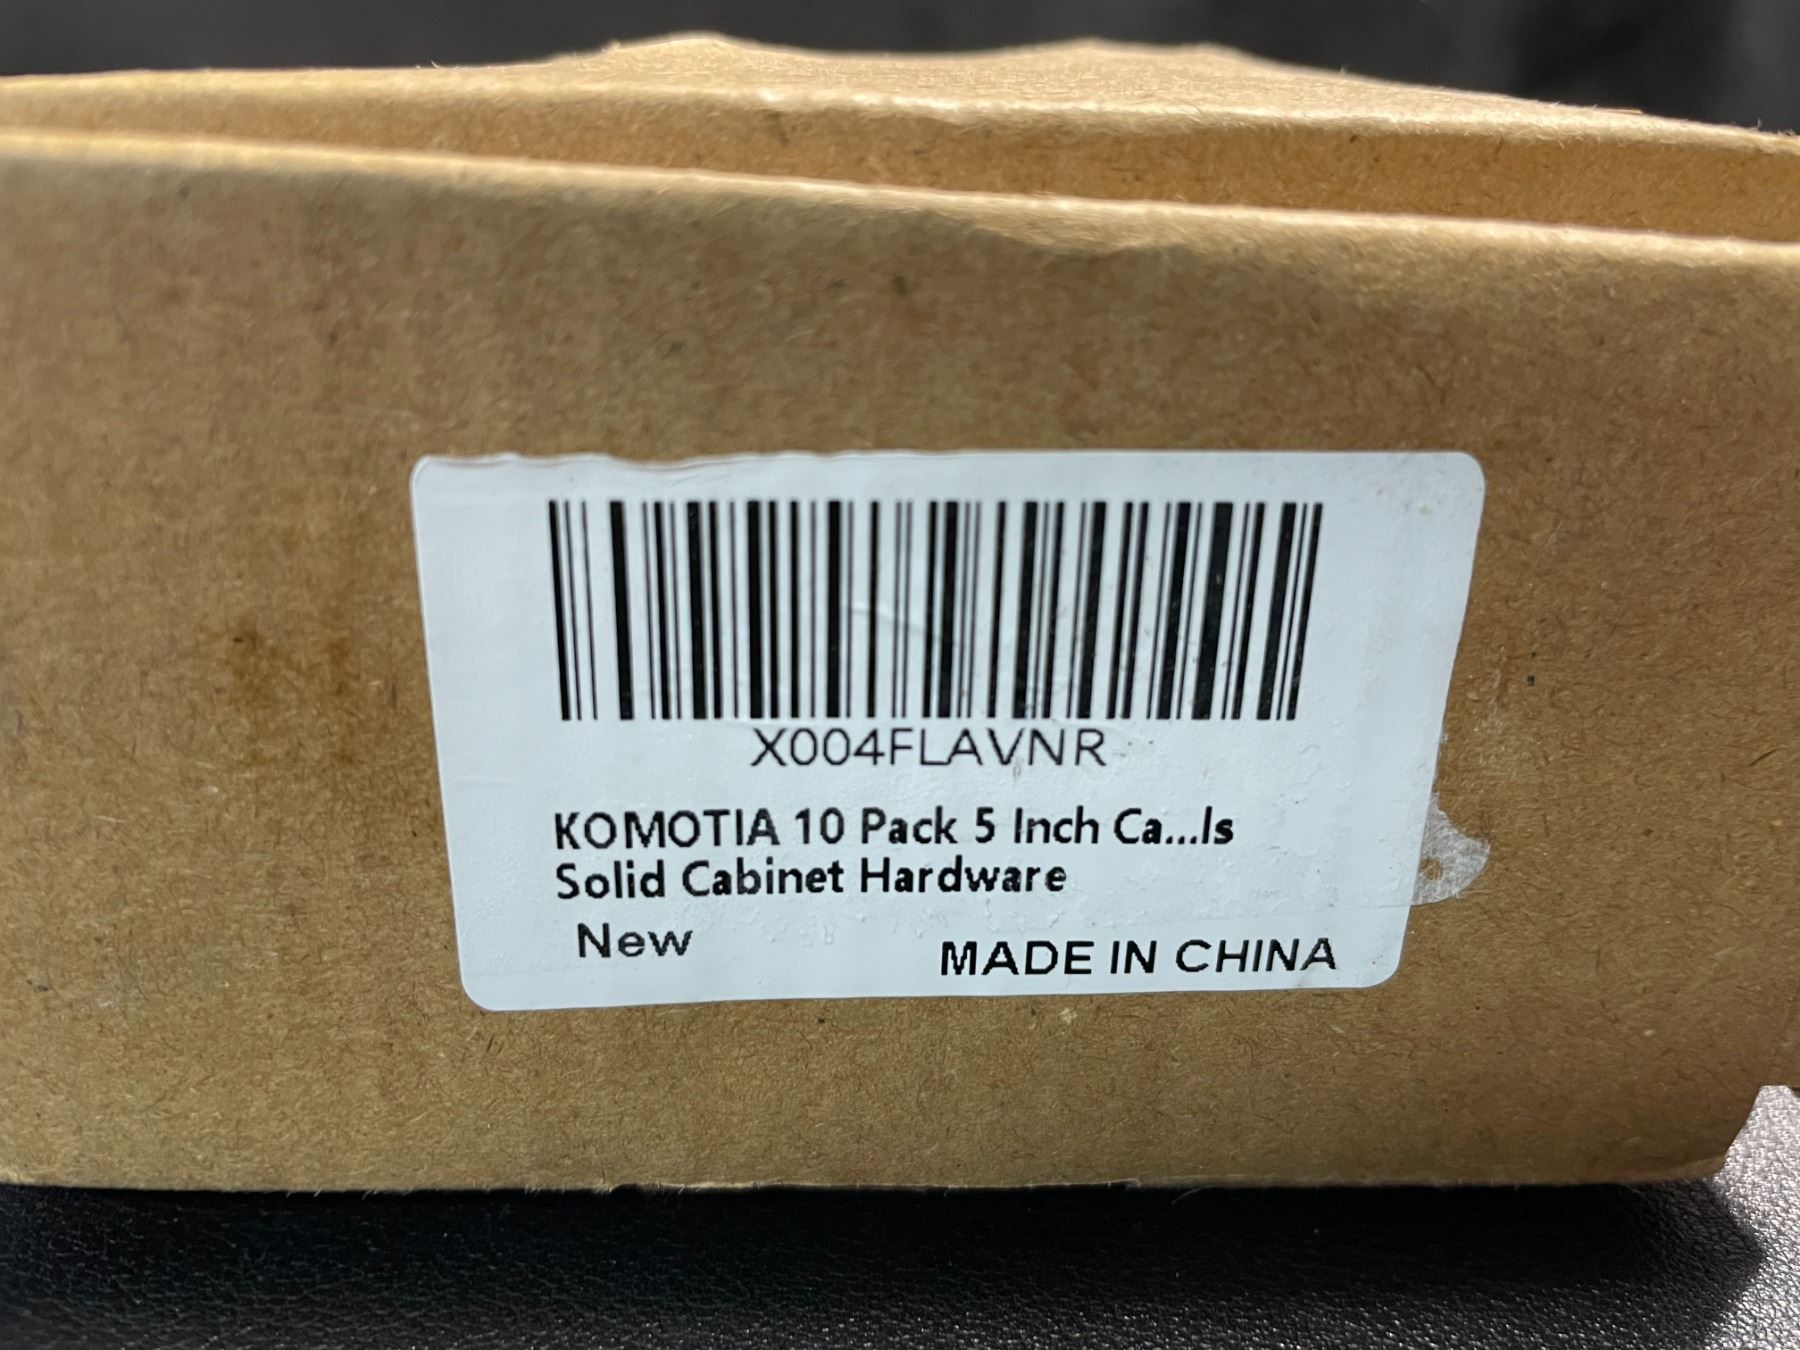 X004FLAVNR
KOMOTIA 10 Pack 5 Inch Ca...ls
Solid Cabinet Hardware
New
MADE IN CHINA